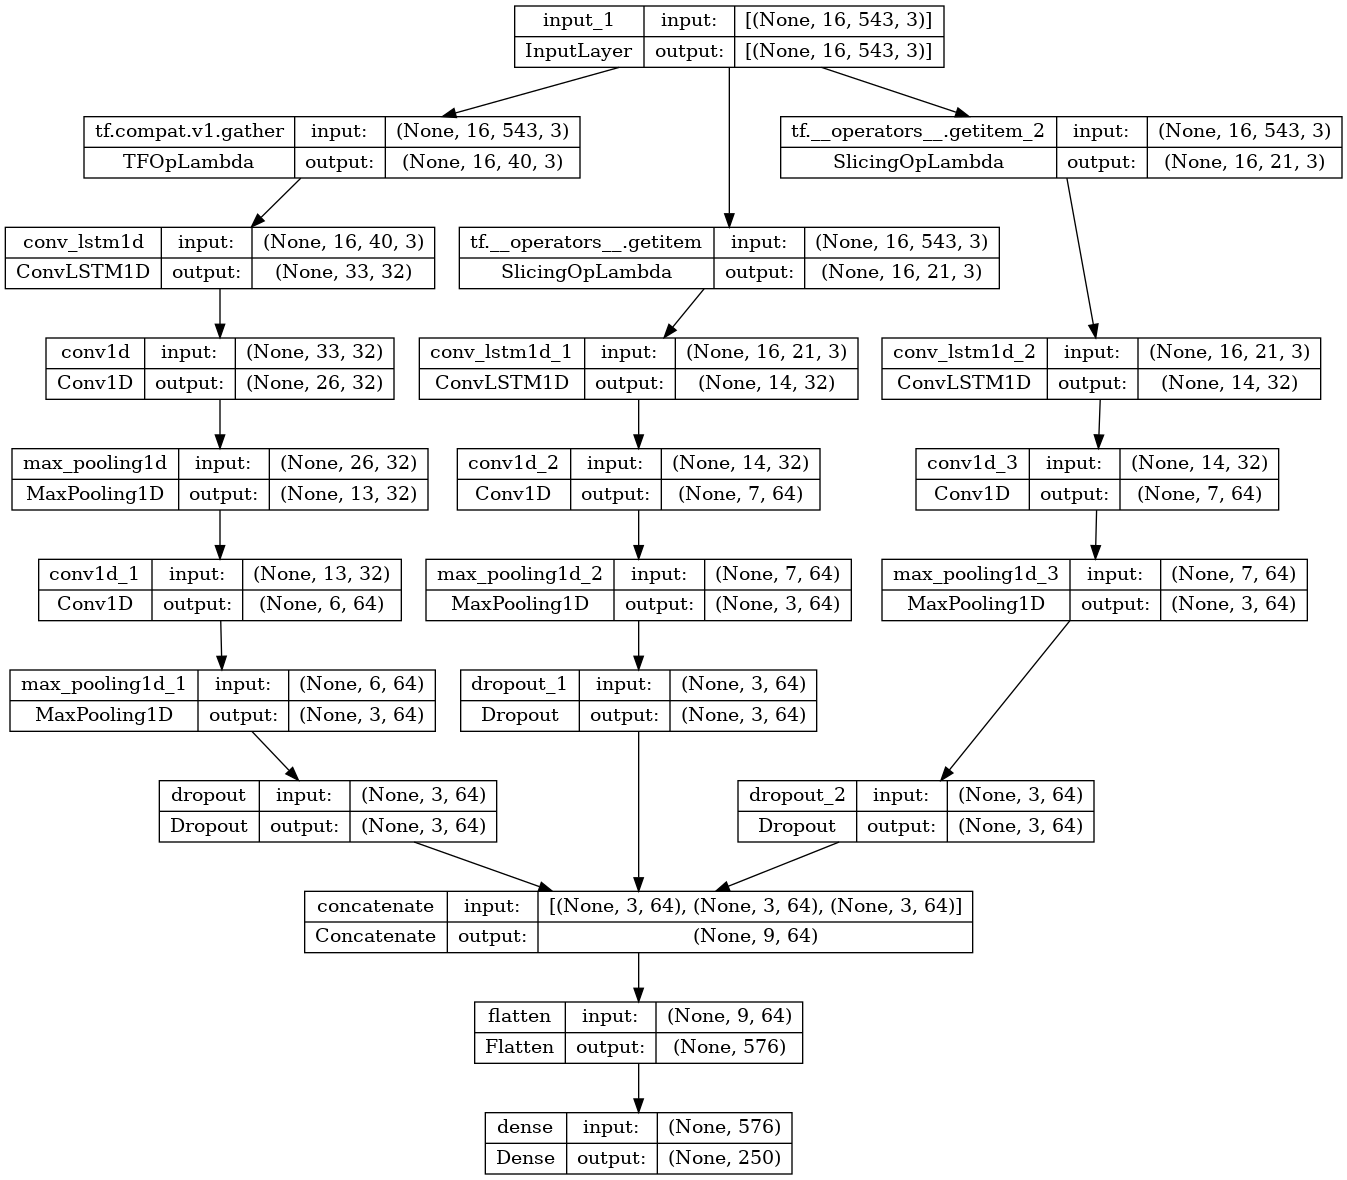 input_1 input: [(None, 16, 543, 3)]
InputLayer output: [(None, 16, 543, 3)]
tf.compat.v1.gather input: (None, 16, 543, 3)
TFOpLambda output: (None, 16, 40, 3)
tf.__operators__.getitem_2 input: (None, 16, 543, 3)
SlicingOpLambda output: (None, 16, 21, 3)
conv_lstm1d input: (None, 16, 40, 3)
ConvLSTM1D output: (None, 33, 32)
tf.__operators__.getitem input: (None, 16, 543, 3)
SlicingOpLambda output: (None, 16, 21, 3)
conv1d input: (None, 33, 32)
Conv1D output: (None, 26, 32)
conv_lstm1d_1 input: (None, 16, 21, 3)
ConvLSTM1D output: (None, 14, 32)
conv_lstm1d_2 input: (None, 16, 21, 3)
ConvLSTM1D output: (None, 14, 32)
max_pooling1d input: (None, 26, 32)
MaxPooling1D output: (None, 13, 32)
conv1d_2 input: (None, 14, 32)
Conv1D output: (None, 7, 64)
conv1d_3 input: (None, 14, 32)
Conv1D output: (None, 7, 64)
conv1d_1 input: (None, 13, 32)
Conv1D output: (None, 6, 64)
max_pooling1d_2 input: (None, 7, 64)
MaxPooling1D output: (None, 3, 64)
max_pooling1d_3 input: (None, 7, 64)
MaxPooling1D output: (None, 3, 64)
max_pooling1d_1 input: (None, 6, 64)
MaxPooling1D output: (None, 3, 64)
dropout_1 input: (None, 3, 64)
Dropout output: (None, 3, 64)
dropout input: (None, 3, 64)
Dropout output: (None, 3, 64)
dropout_2 input: (None, 3, 64)
Dropout output: (None, 3, 64)
concatenate input: [(None, 3, 64), (None, 3, 64), (None, 3, 64)]
Concatenate output: (None, 9, 64)
flatten input: (None, 9, 64)
Flatten output: (None, 576)
dense input: (None, 576)
Dense output: (None, 250)